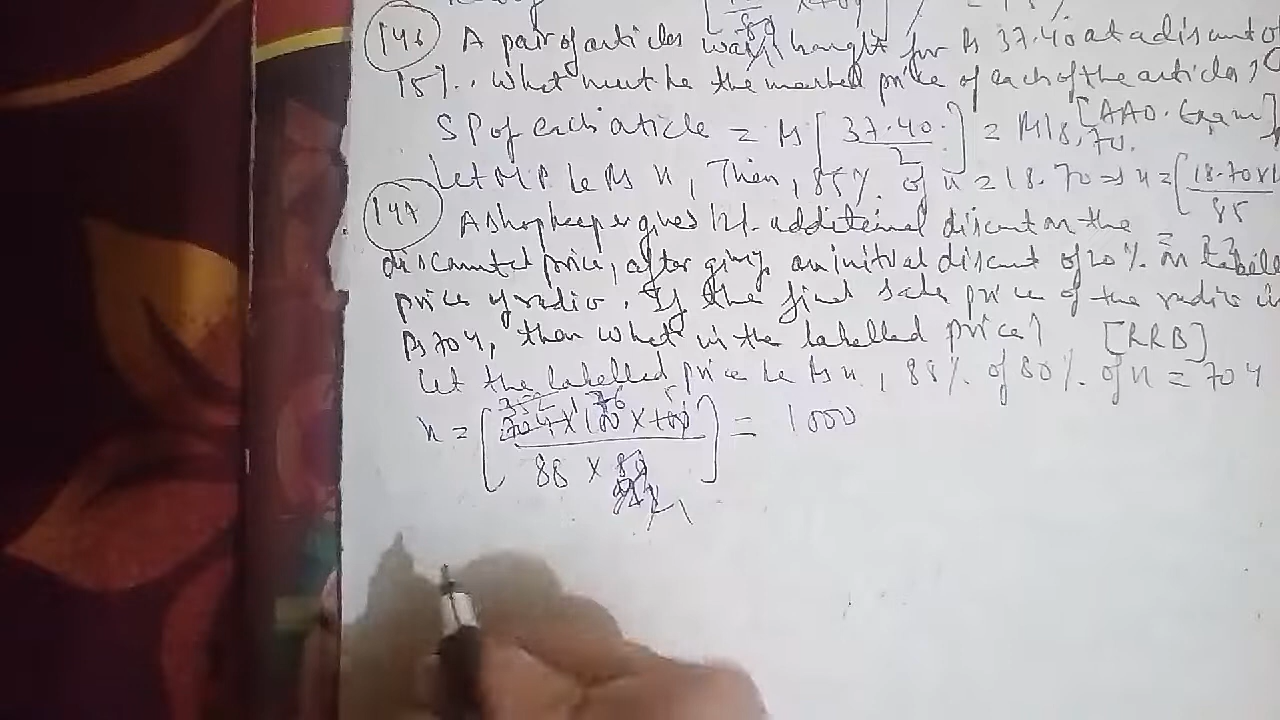 146 A pair of articles was bought for Rs 37.40 at a discount of
15%. What must be the marked price of each of the articles?
[AAO. Exam]
SP of each article = Rs [37.40/2] = Rs 18.70.
Let MP be Rs x, Then, 85% of x = 18.70 => x = [18.70x1
85
147 A shopkeeper gives 12% additional discount on the
discounted price, after giving an initial discount of 20% on labelle
price of radio. If the final sale price of the radio is
Rs 704, then what is the labelled price? [RRB]
Let the labelled price be Rs x, 88% of 80% of x = 704
x = [704 x 100 x 100 / 88 x 80] = 1000